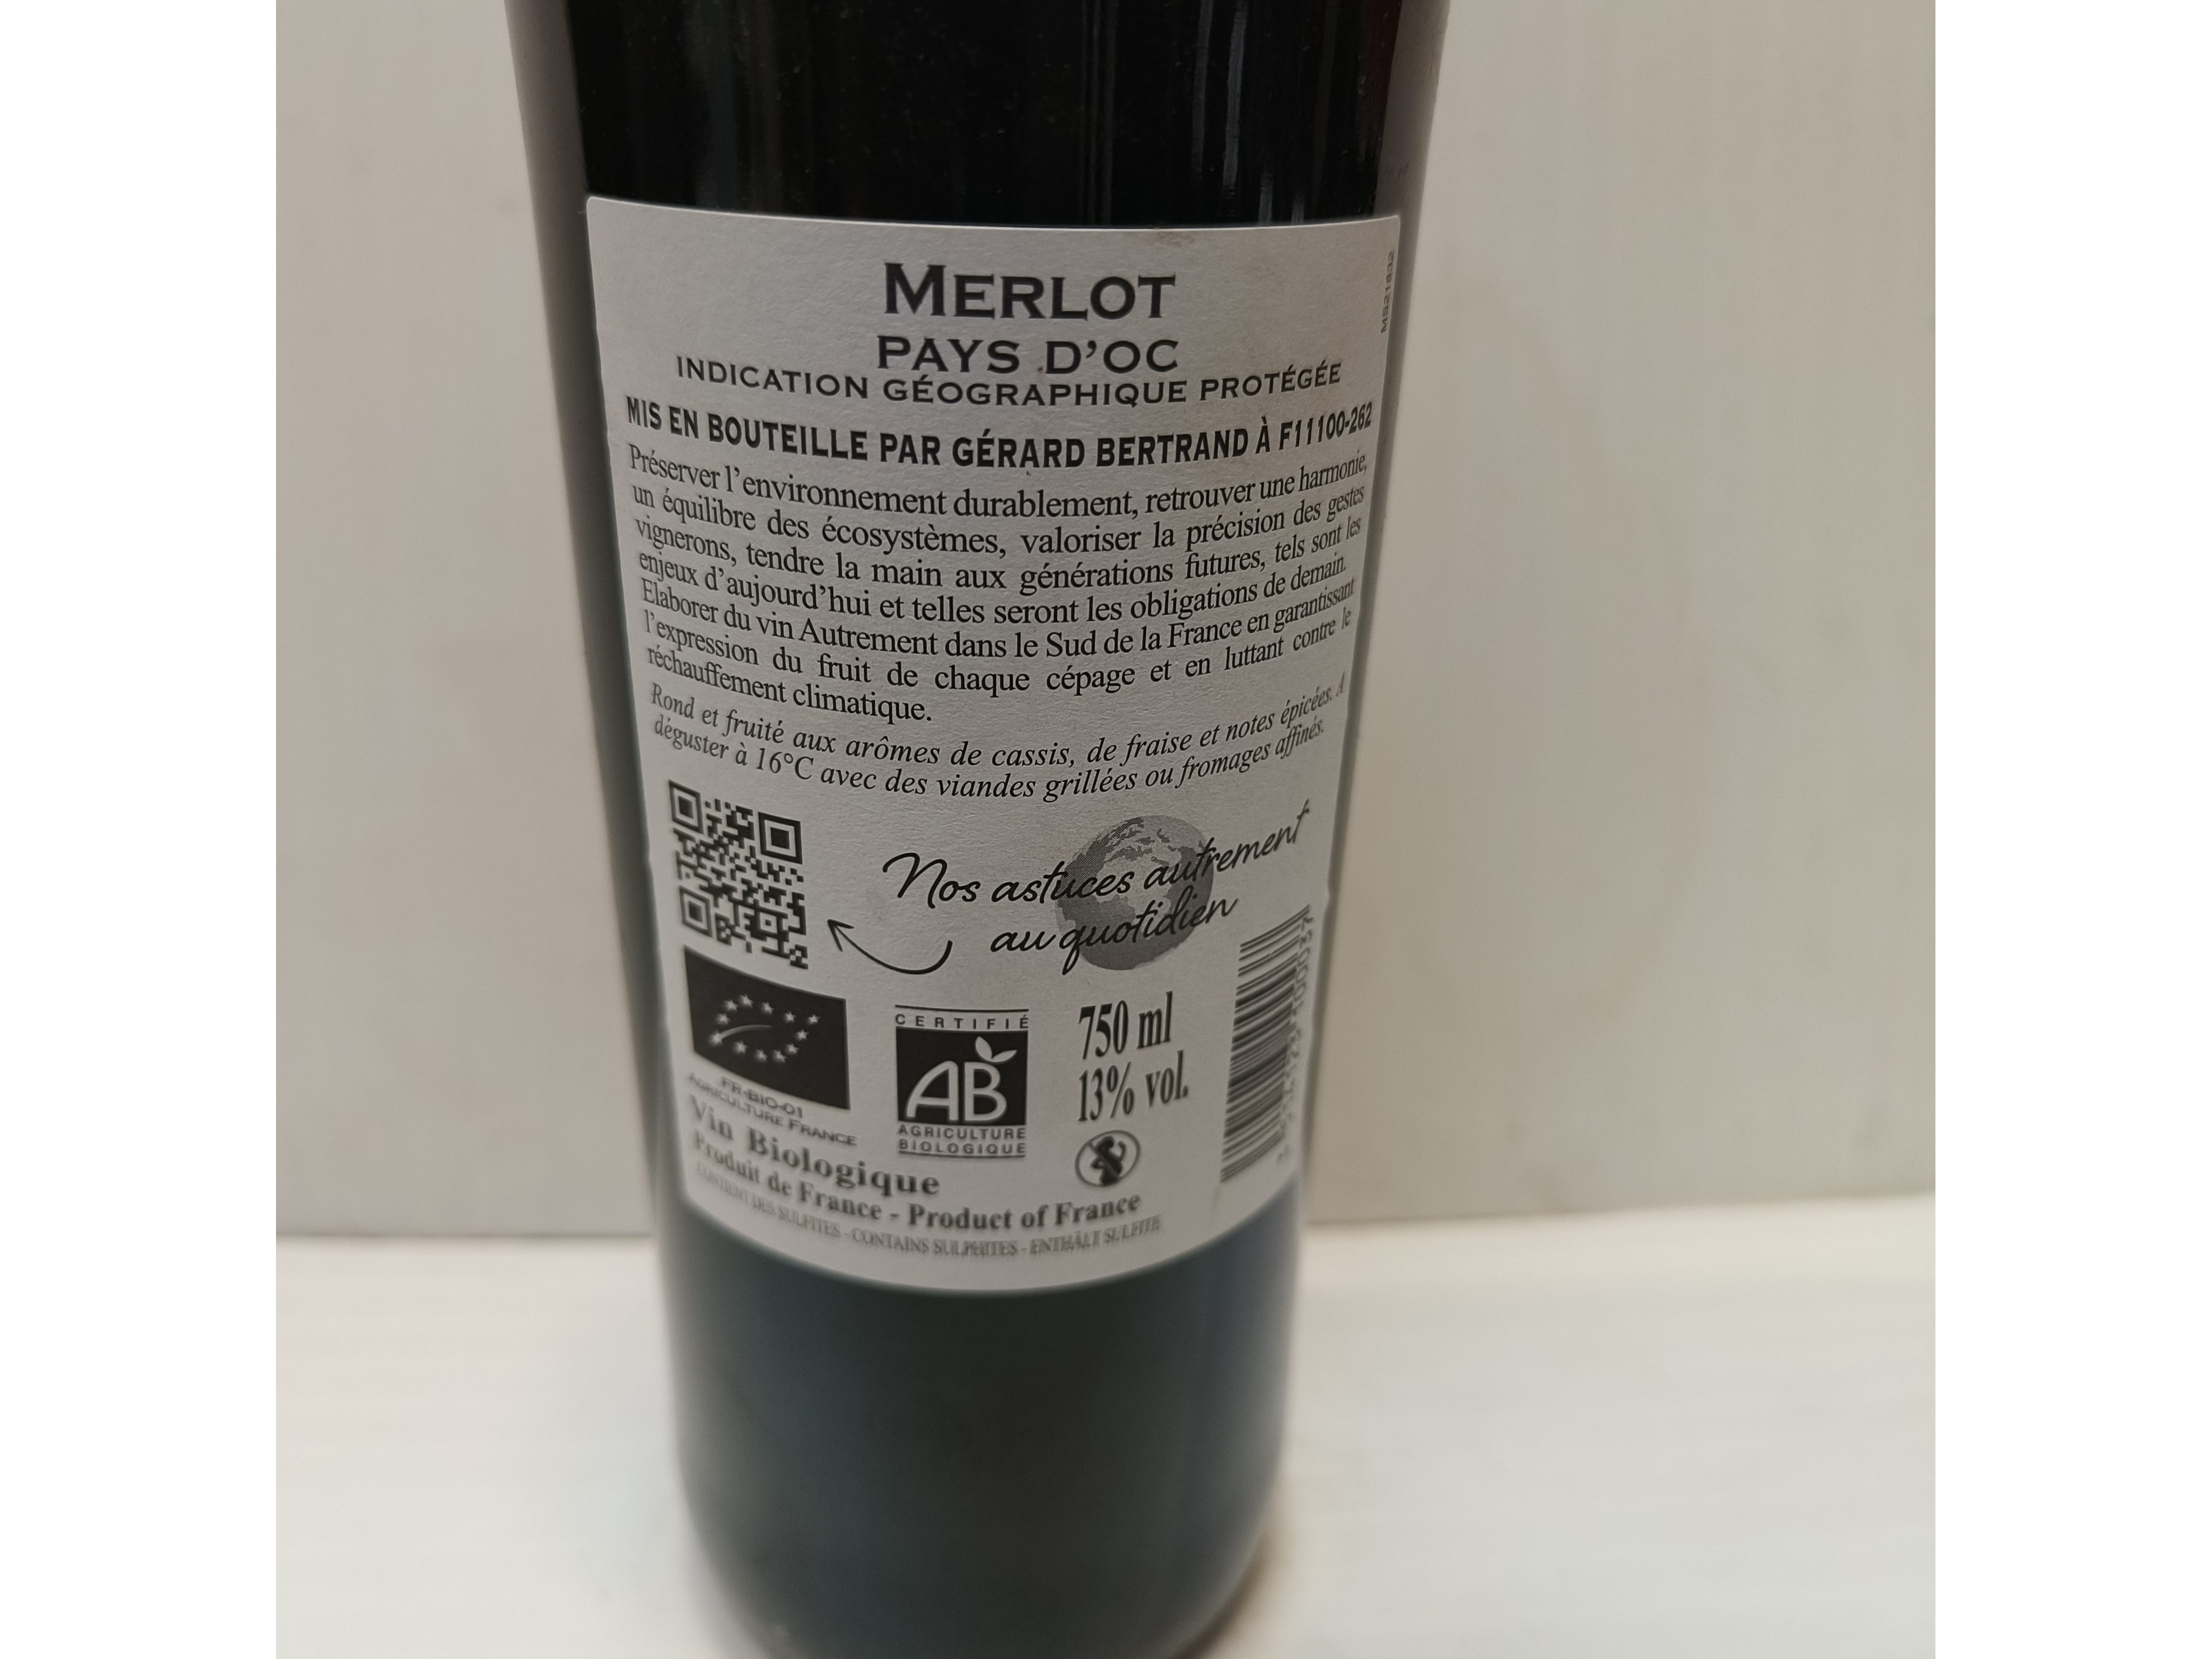 MERLOT
PAYS D'OC
INDICATION GÉOGRAPHIQUE PROTÉGÉE
MIS EN BOUTEILLE PAR GÉRARD BERTRAND À F11100-262
Préserver l'environnement durablement, retrouver une harmonie,
un équilibre des écosystèmes, valoriser la précision des gestes
vignerons, tendre la main aux générations futures, tels sont les
enjeux d'aujourd'hui et telles seront les obligations de demain.
Elaborer du vin Autrement dans le Sud de la France en garantissant
l'expression du fruit de chaque cépage et en luttant contre le
réchauffement climatique.
Rond et fruité aux arômes de cassis, de fraise et notes épicées. A
déguster à 16°C avec des viandes grillées ou fromages affinés.
Nos astuces autrement
au quotidien
FR-BIO-01
AGRICULTURE FRANCE
CERTIFIÉ
AB
AGRICULTURE
BIOLOGIQUE
750 ml
13% vol.
Vin Biologique
Produit de France - Product of France
CONTIENT DES SULFITES - CONTAINS SULPHITES - ENTHÄLT SULFITE